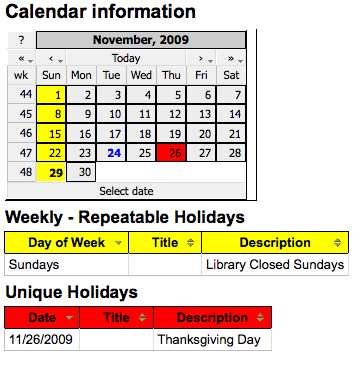 Calendar information
? November, 2009
« ‹ Today › »
wk Sun Mon Tue Wed Thu Fri Sat
44 1 2 3 4 5 6 7
45 8 9 10 11 12 13 14
46 15 16 17 18 19 20 21
47 22 23 24 25 26 27 28
48 29 30
Select date
Weekly - Repeatable Holidays
Day of Week Title Description
Sundays Library Closed Sundays
Unique Holidays
Date Title Description
11/26/2009 Thanksgiving Day